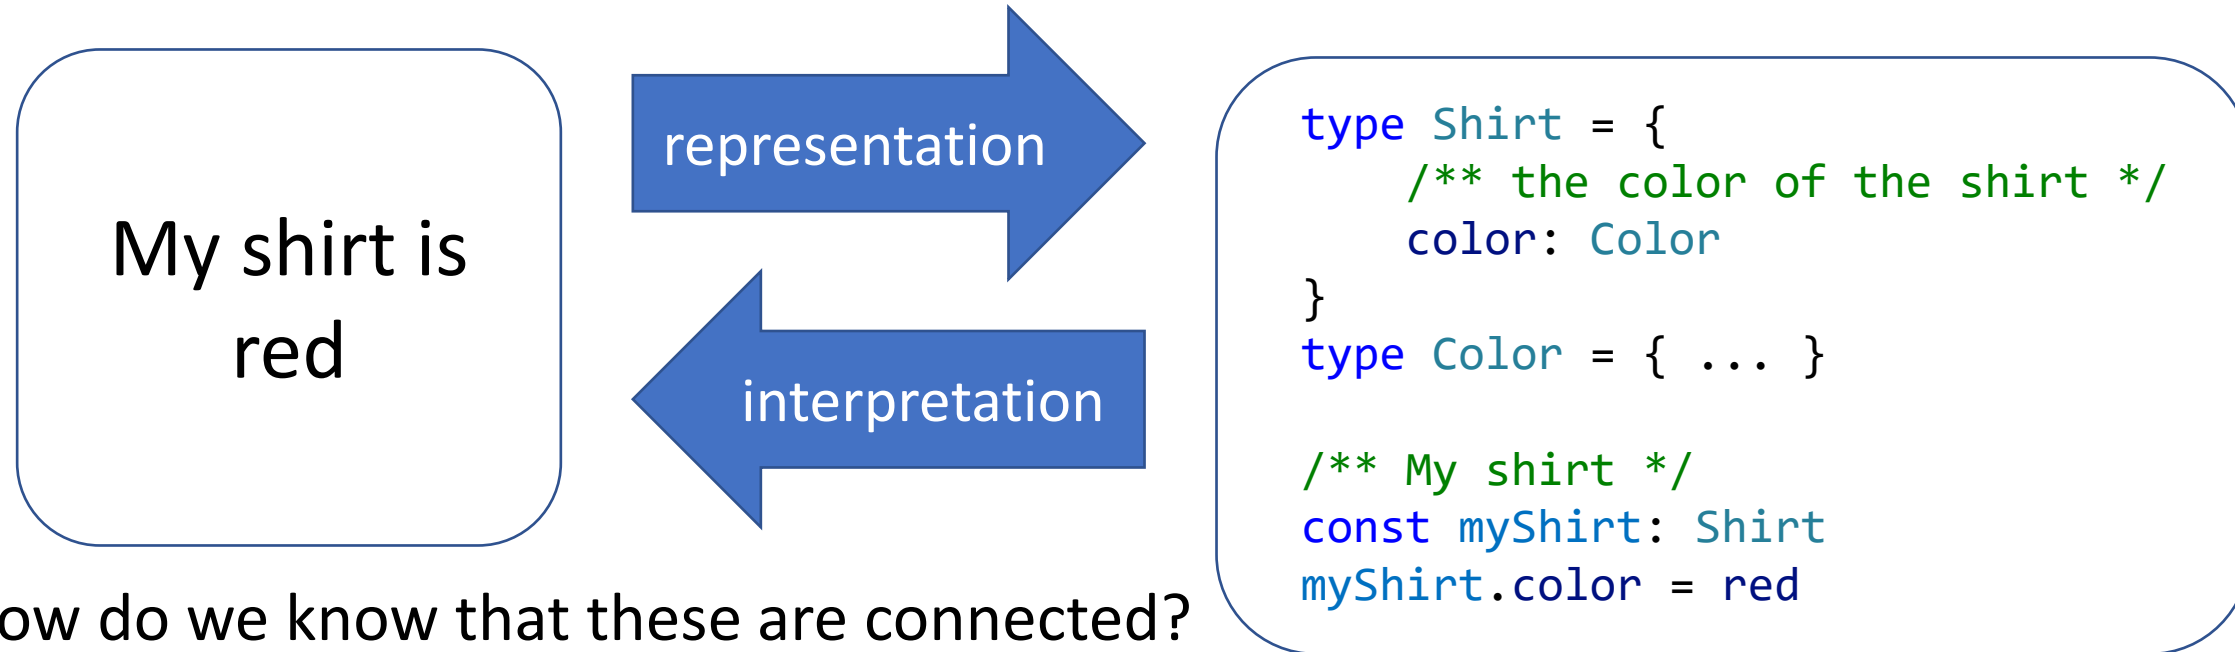 My shirt is
red
representation
interpretation
type Shirt = {
    /** the color of the shirt */
    color: Color
}
type Color = { ... }
/** My shirt */
const myShirt: Shirt
myShirt.color = red
ow do we know that these are connected?